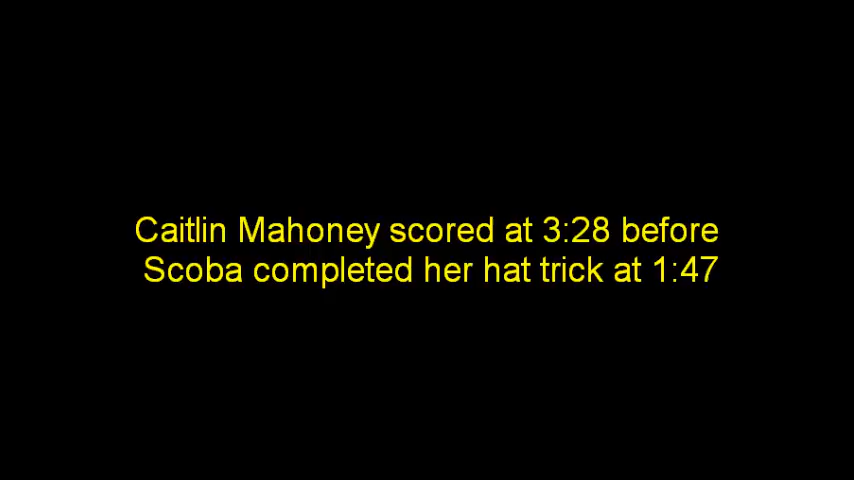 Caitlin Mahoney scored at 3:28 before
Scoba completed her hat trick at 1:47